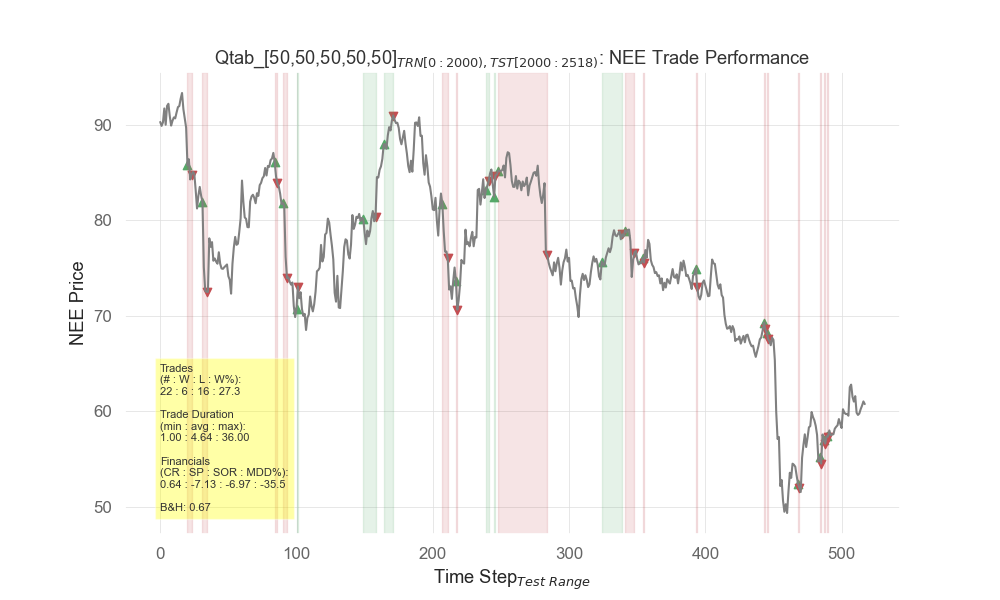 Qtab_[50,50,50,50,50]TRN[0 : 2000), TST[2000 : 2518): NEE Trade Performance
NEE Price
90
80
70
60
50
Trades
(# : W : L : W%):
22 : 6 : 16 : 27.3
Trade Duration
(min : avg : max):
1.00 : 4.64 : 36.00
Financials
(CR : SP : SOR : MDD%):
0.64 : -7.13 : -6.97 : -35.5
B&H: 0.67
0 100 200 300 400 500
Time StepTest Range